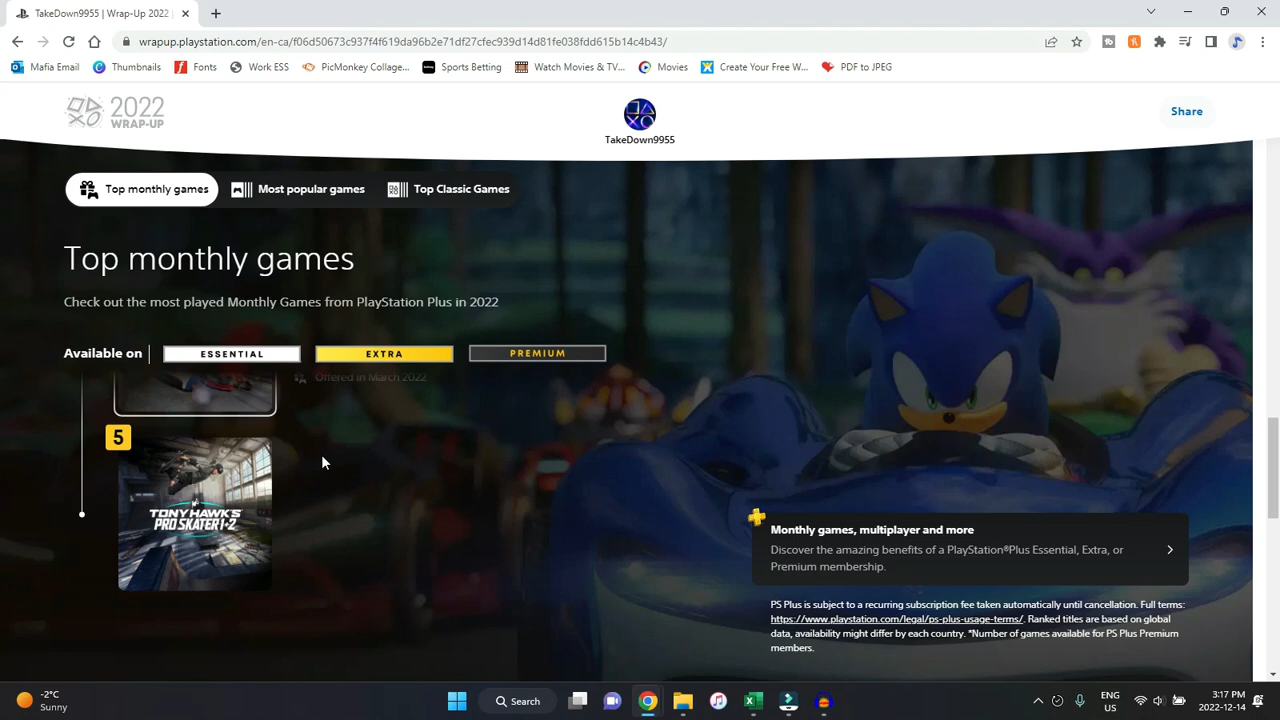 TakeDown9955 | Wrap-Up 2022
wrapup.playstation.com/en-ca/f06d50673c937f4f619da96b2e71df27cfec939d14d81fe038fdd615b14c4b43/
Mafia Email
Thumbnails
Fonts
Work ESS
PicMonkey Collage...
Sports Betting
Watch Movies & TV...
Movies
Create Your Free W...
PDF to JPEG
2022
WRAP-UP
TakeDown9955
Share
Top monthly games
Most popular games
Top Classic Games
Top monthly games
Check out the most played Monthly Games from PlayStation Plus in 2022
Available on
ESSENTIAL
EXTRA
PREMIUM
Offered in March 2022
5
TONY HAWK'S
PRO SKATER 1+2
Monthly games, multiplayer and more
Discover the amazing benefits of a PlayStation®Plus Essential, Extra, or
Premium membership.
PS Plus is subject to a recurring subscription fee taken automatically until cancellation. Full terms:
https://www.playstation.com/legal/ps-plus-usage-terms/. Ranked titles are based on global
data, availability might differ by each country. *Number of games available for PS Plus Premium
members.
-2°C
Sunny
Search
ENG
US
3:17 PM
2022-12-14